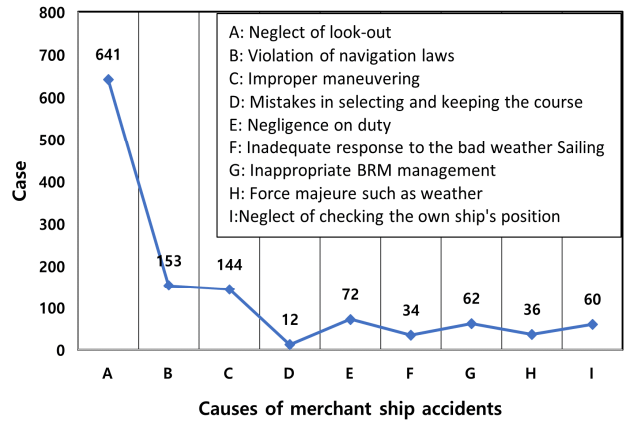 800
700
600
500
400
300
200
100
0
Case
641
153
144
12
72
34
62
36
60
A: Neglect of look-out
B: Violation of navigation laws
C: Improper maneuvering
D: Mistakes in selecting and keeping the course
E: Negligence on duty
F: Inadequate response to the bad weather Sailing
G: Inappropriate BRM management
H: Force majeure such as weather
I:Neglect of checking the own ship's position
A B C D E F G H I
Causes of merchant ship accidents